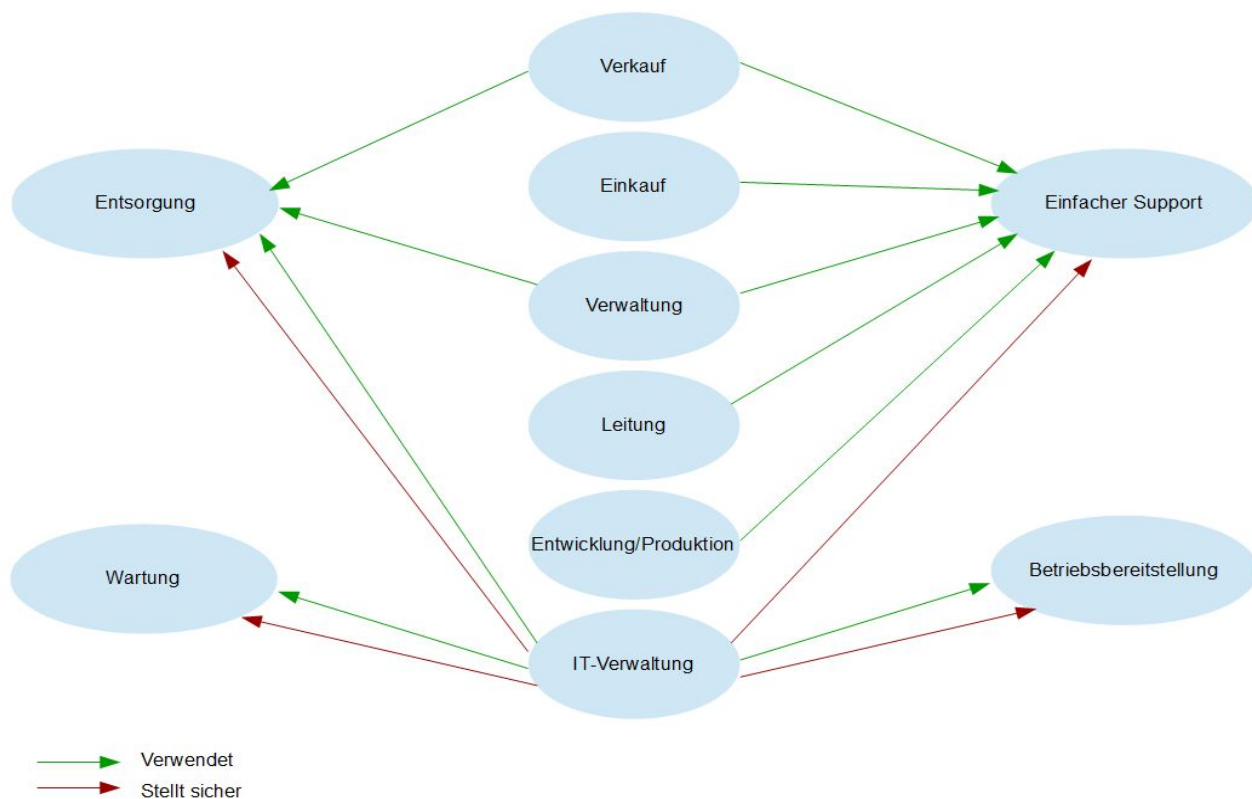 Verkauf
Entsorgung
Einkauf
Einfacher Support
Verwaltung
Leitung
Entwicklung/Produktion
Wartung
Betriebsbereitstellung
IT-Verwaltung
Verwendet
Stellt sicher